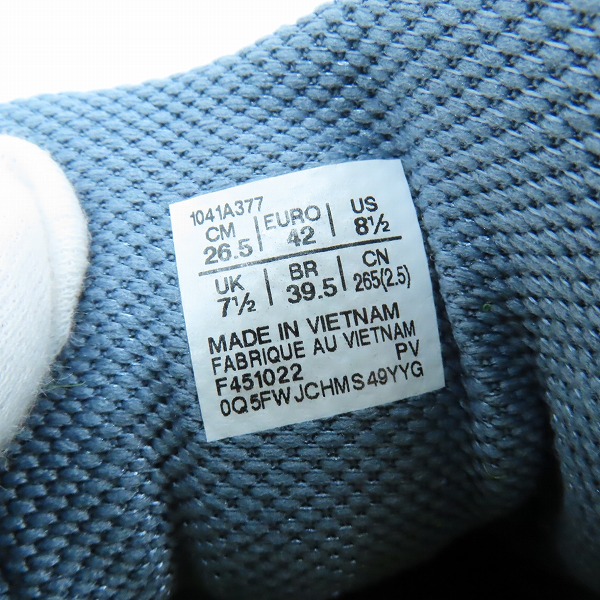 1041A377
CM EURO US
26.5 42 8½
UK BR CN
7½ 39.5 265(2.5)
MADE IN VIETNAM
FABRIQUE AU VIETNAM
F451022 PV
0Q5FWJCHMS49YYG